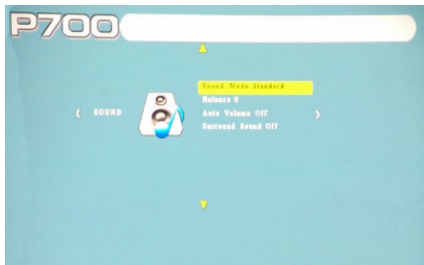 P700
Sound Mode Standard
Balance 0
SOUND
Auto Volume Off
Surround Sound Off